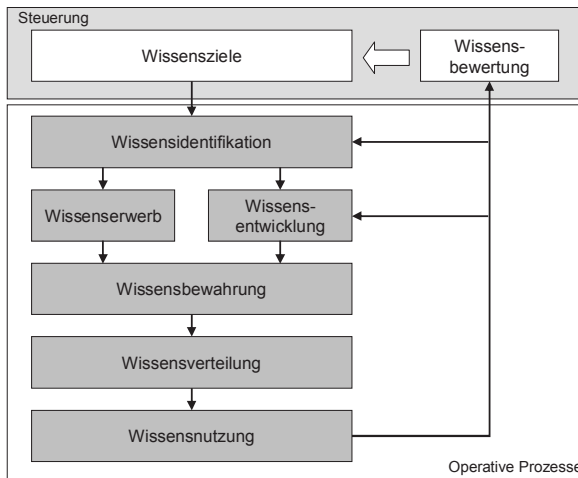 Steuerung
Wissensziele
Wissens-
bewertung
Wissensidentifikation
Wissenserwerb
Wissens-
entwicklung
Wissensbewahrung
Wissensverteilung
Wissensnutzung
Operative Prozesse